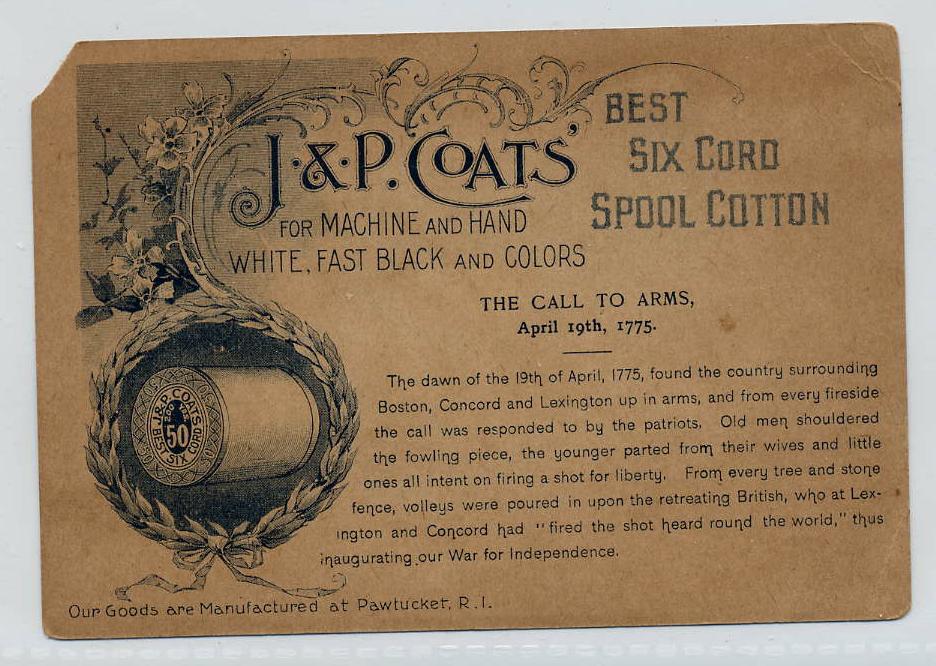 J.&P. COATS'
BEST
SIX CORD
SPOOL COTTON
FOR MACHINE AND HAND
WHITE, FAST BLACK AND COLORS
THE CALL TO ARMS,
April 19th, 1775.
The dawn of the 19th of April, 1775, found the country surrounding
Boston, Concord and Lexington up in arms, and from every fireside
the call was responded to by the patriots. Old men shouldered
the fowling piece, the younger parted from their wives and little
ones all intent on firing a shot for liberty. From every tree and stone
fence, volleys were poured in upon the retreating British, who at Lex-
ington and Concord had "fired the shot heard round the world," thus
inaugurating our War for Independence.
J.&P. COATS
BEST SIX CORD
50
Our Goods are Manufactured at Pawtucket, R.I.